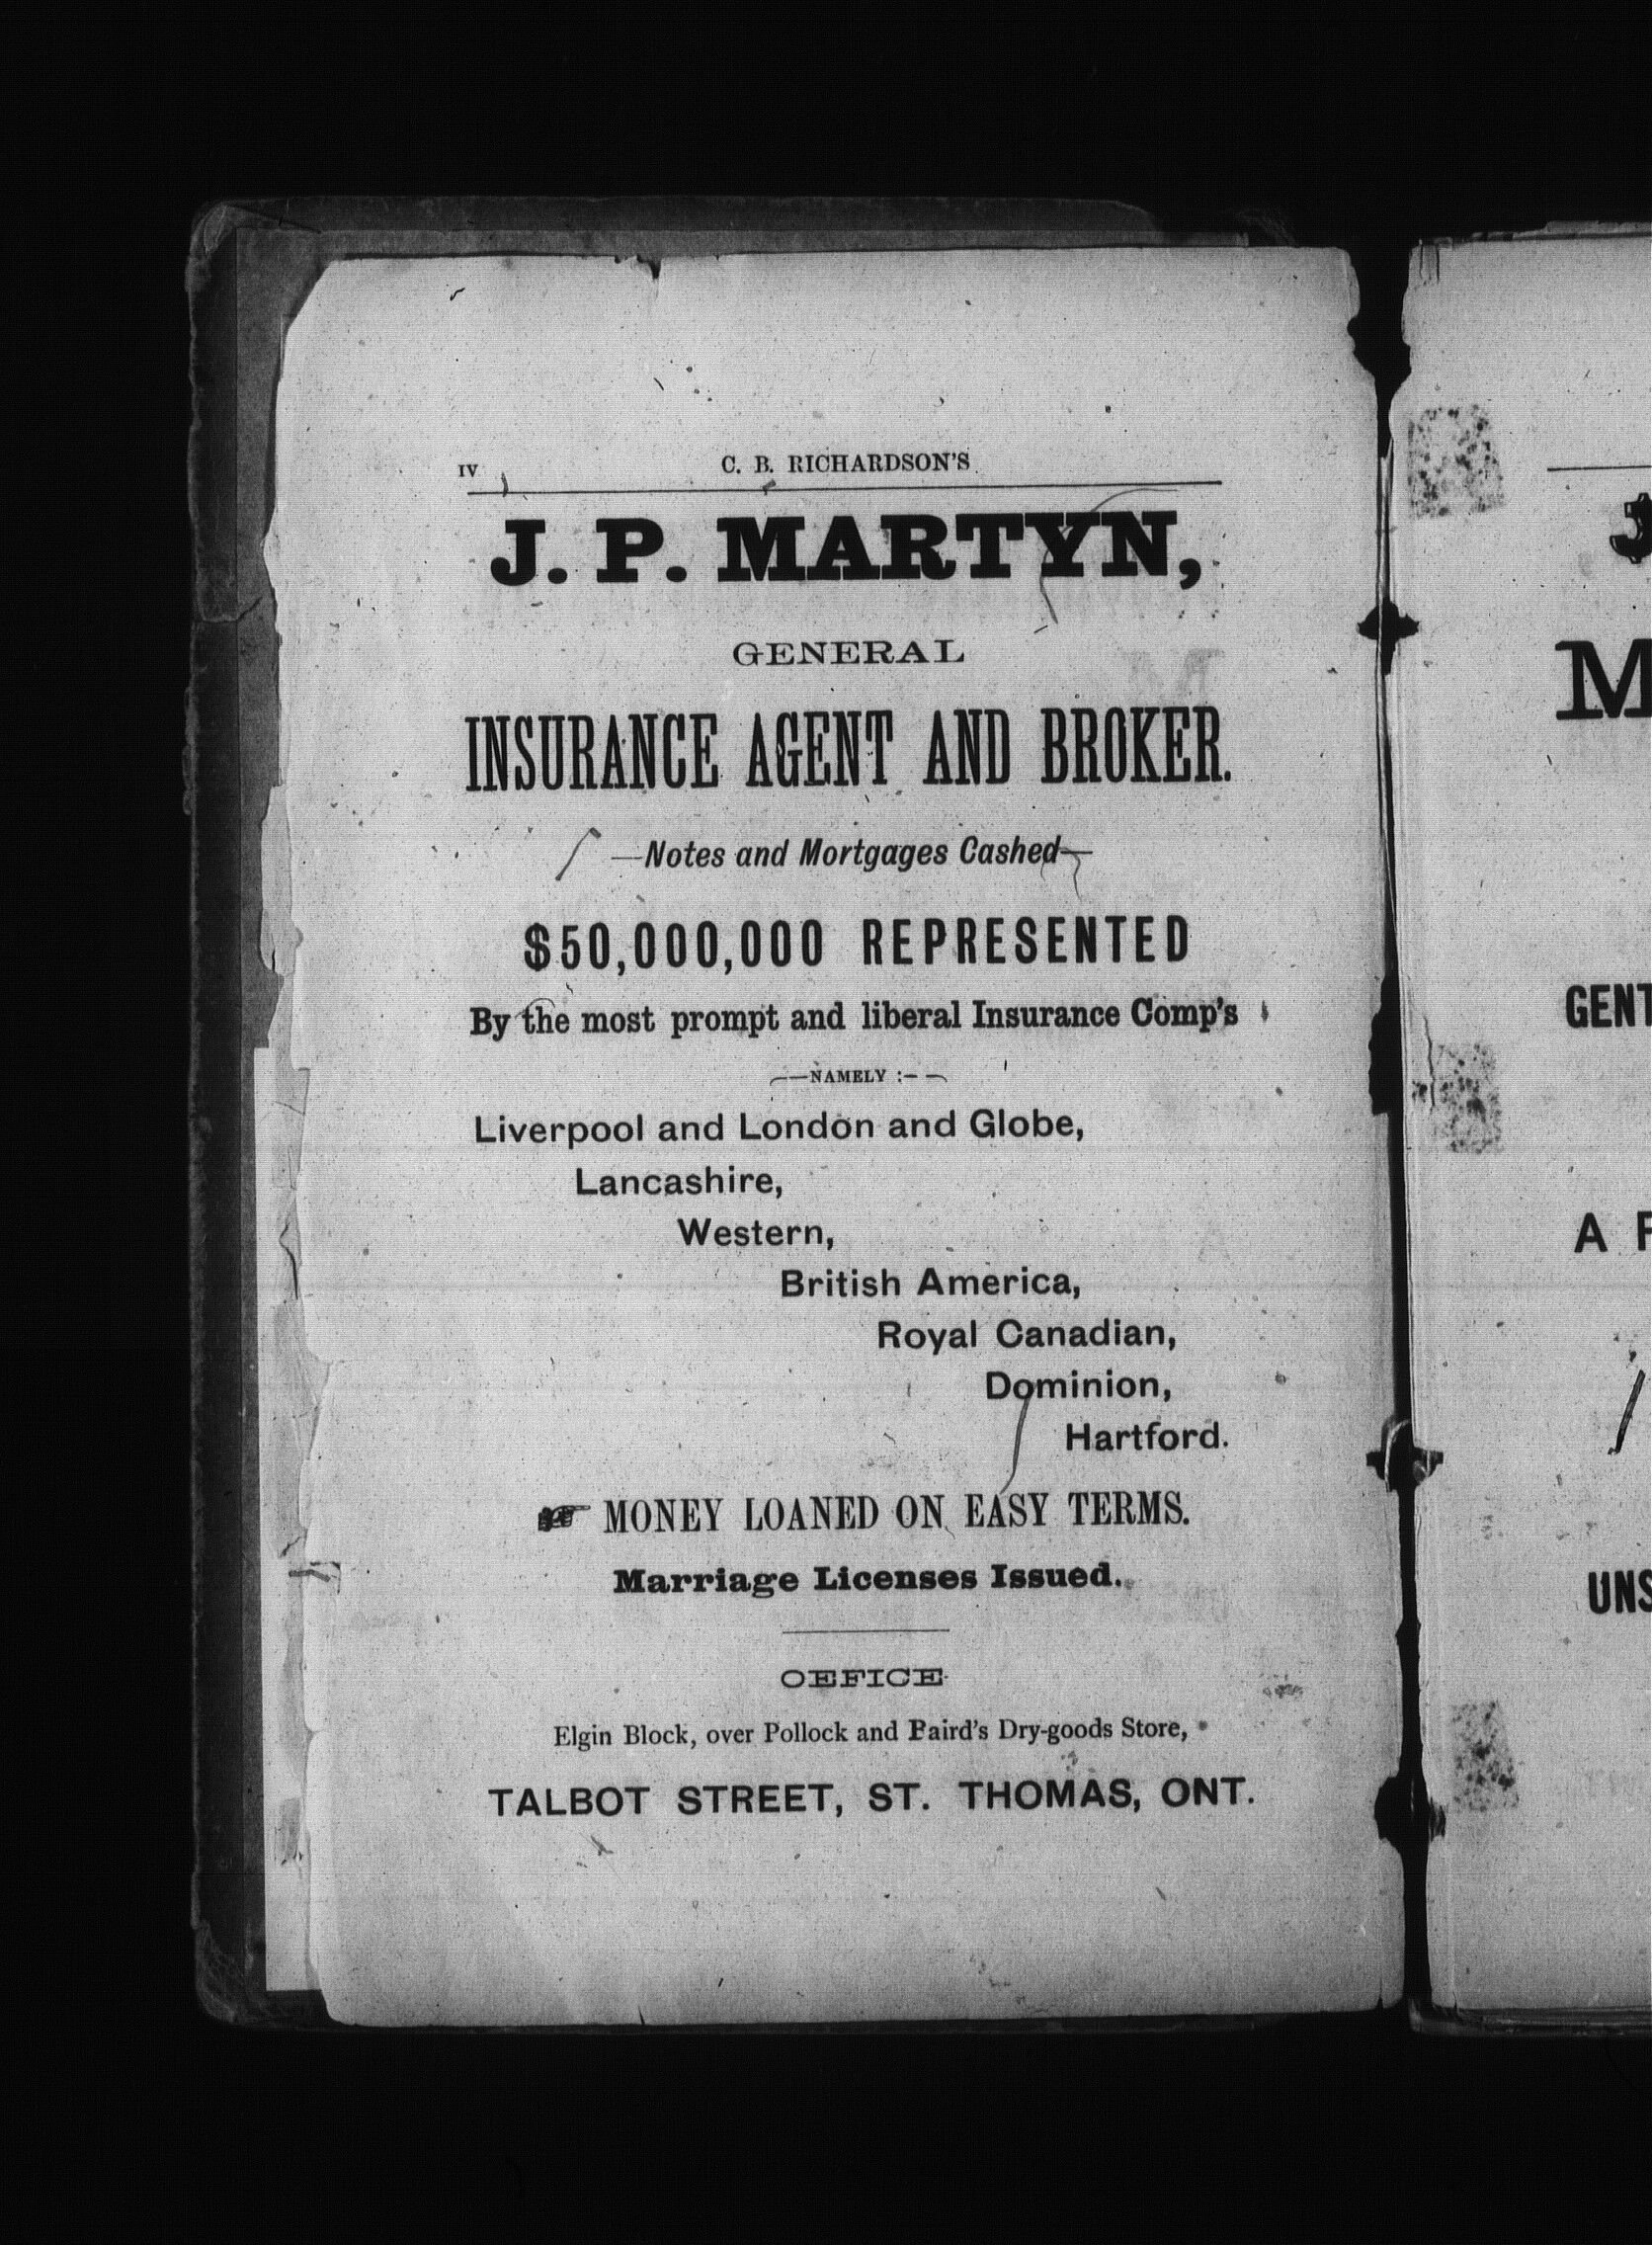 IV
C. B. RICHARDSON'S
J. P. MARTYN,
GENERAL
INSURANCE AGENT AND BROKER.
—Notes and Mortgages Cashed—
$50,000,000 REPRESENTED
By the most prompt and liberal Insurance Comp's
—NAMELY :—
Liverpool and London and Globe,
Lancashire,
Western,
British America,
Royal Canadian,
Dominion,
Hartford.
☞ MONEY LOANED ON EASY TERMS.
Marriage Licenses Issued.
OEFICE
Elgin Block, over Pollock and Faird's Dry-goods Store,
TALBOT STREET, ST. THOMAS, ONT.
M
GENT
A
UNS